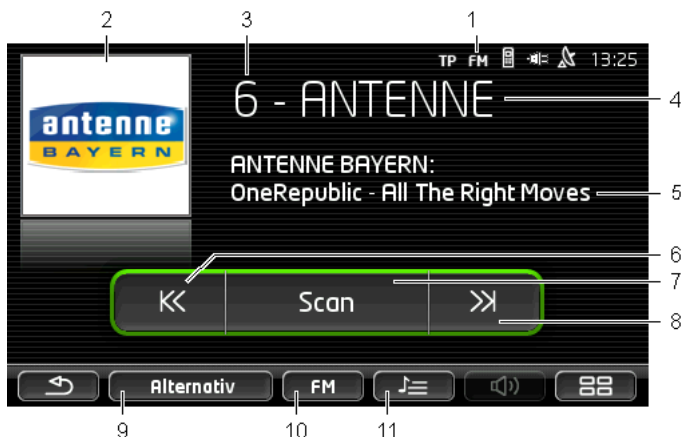 2 3 1
TP FM 13:25
antenne
BAYERN
6 - ANTENNE 4
ANTENNE BAYERN:
OneRepublic - All The Right Moves 5
6
7
Scan
8
Alternativ FM
9 10 11